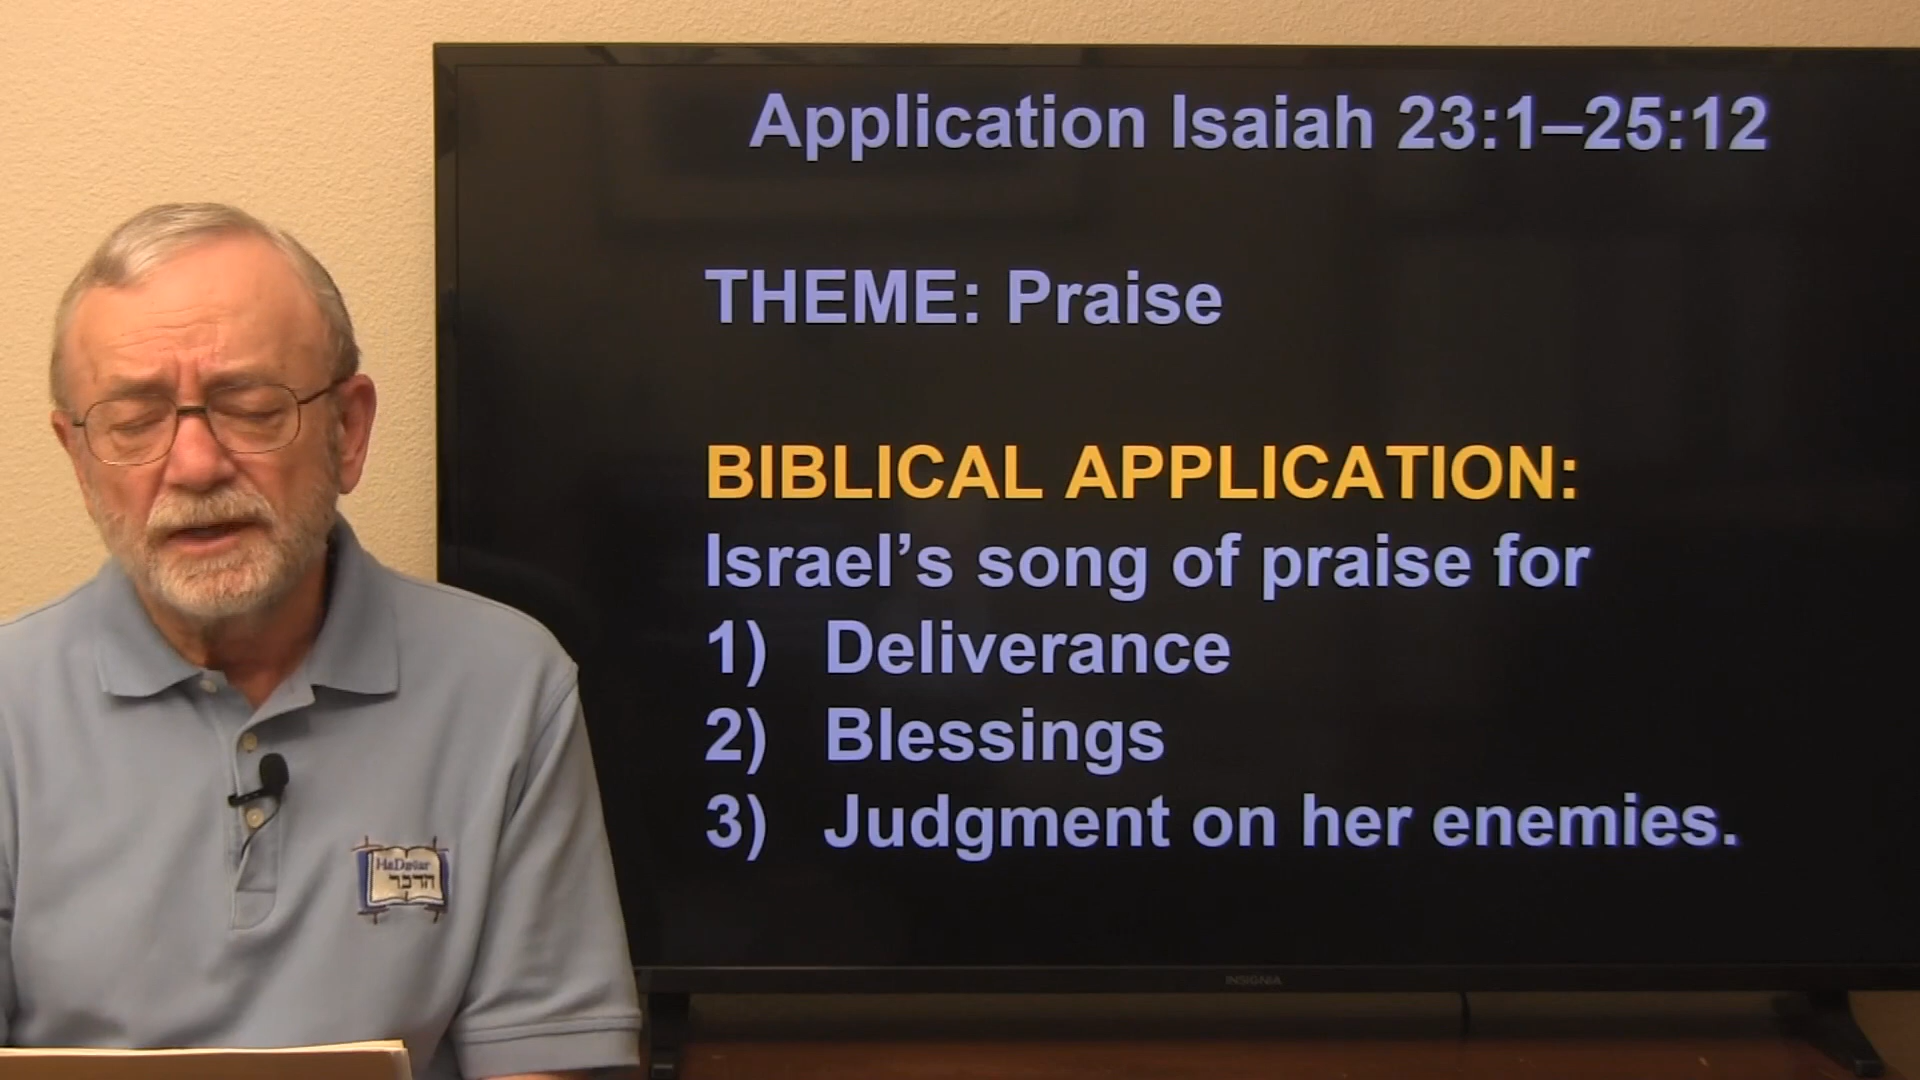 Application Isaiah 23:1–25:12
THEME: Praise
BIBLICAL APPLICATION:
Israel’s song of praise for
1) Deliverance
2) Blessings
3) Judgment on her enemies.
HaDavar
הדבר
INSIGNIA